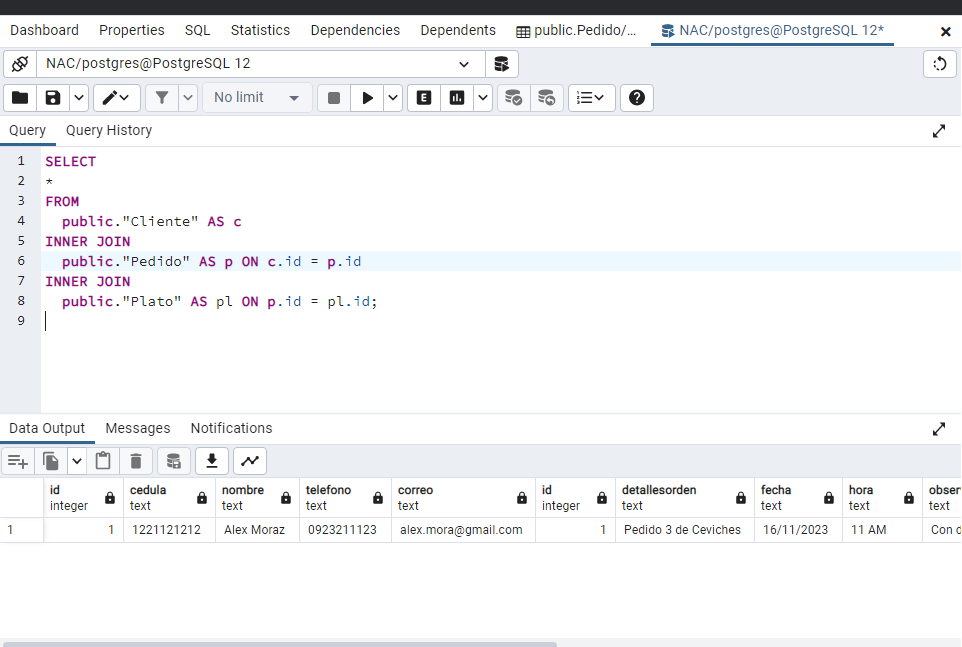 Dashboard Properties SQL Statistics Dependencies Dependents public.Pedido/... NAC/postgres@PostgreSQL 12*
NAC/postgres@PostgreSQL 12
No limit E
Query Query History
1 SELECT
2 *
3 FROM
4 public."Cliente" AS c
5 INNER JOIN
6 public."Pedido" AS p ON c.id = p.id
7 INNER JOIN
8 public."Plato" AS pl ON p.id = pl.id;
9
Data Output Messages Notifications
id cedula nombre telefono correo id detallesorden fecha hora obser
integer text text text text integer text text text text
1 1 1221121212 Alex Moraz 0923211123 alex.mora@gmail.com 1 Pedido 3 de Ceviches 16/11/2023 11 AM Con d